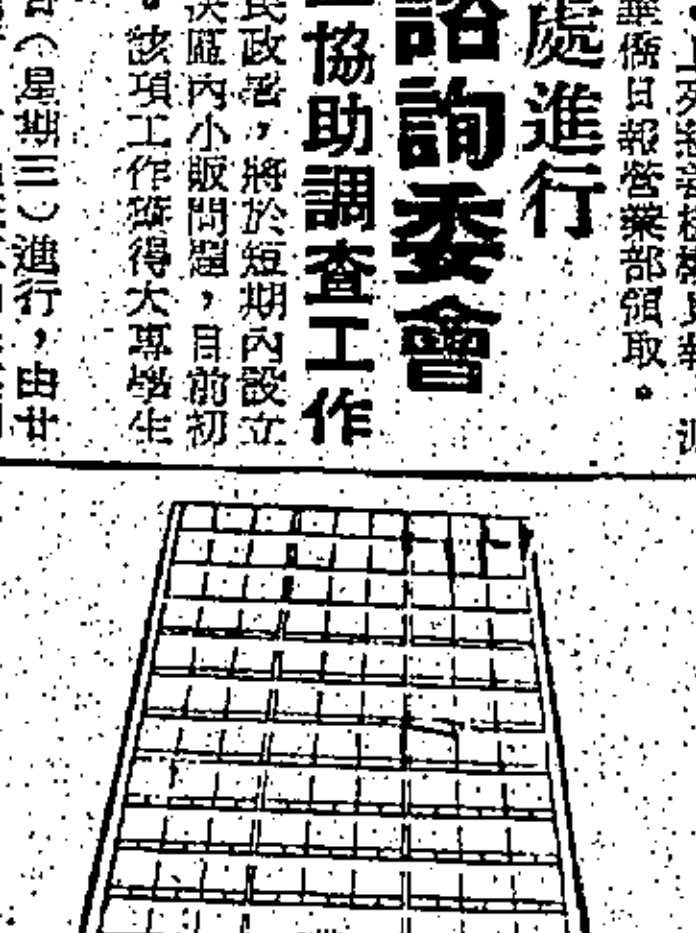 華僑日報營業部領取。
處進行
諮詢委會
協助調查工作
民政署,將於短期內設立
決區內小販問題,目前初
。該項工作獲得大專學生
(星期三)進行,由廿